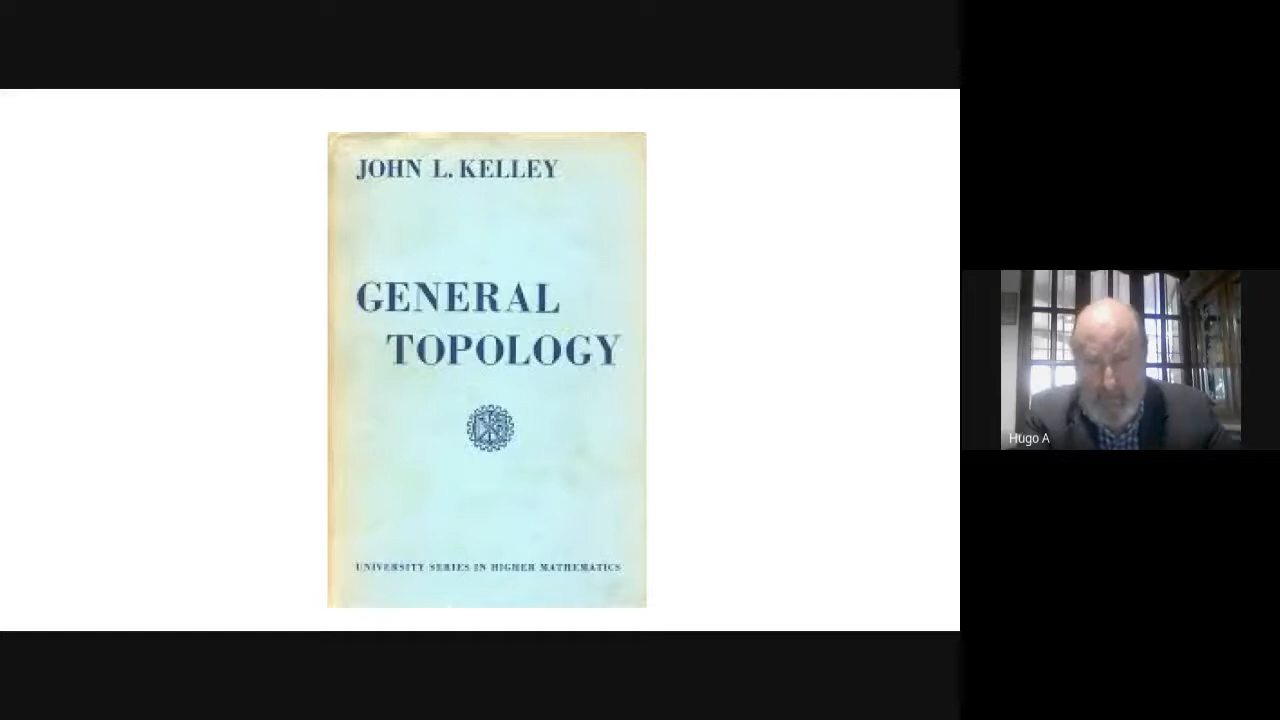 JOHN L. KELLEY
GENERAL
TOPOLOGY
UNIVERSITY SERIES IN HIGHER MATHEMATICS
Hugo A